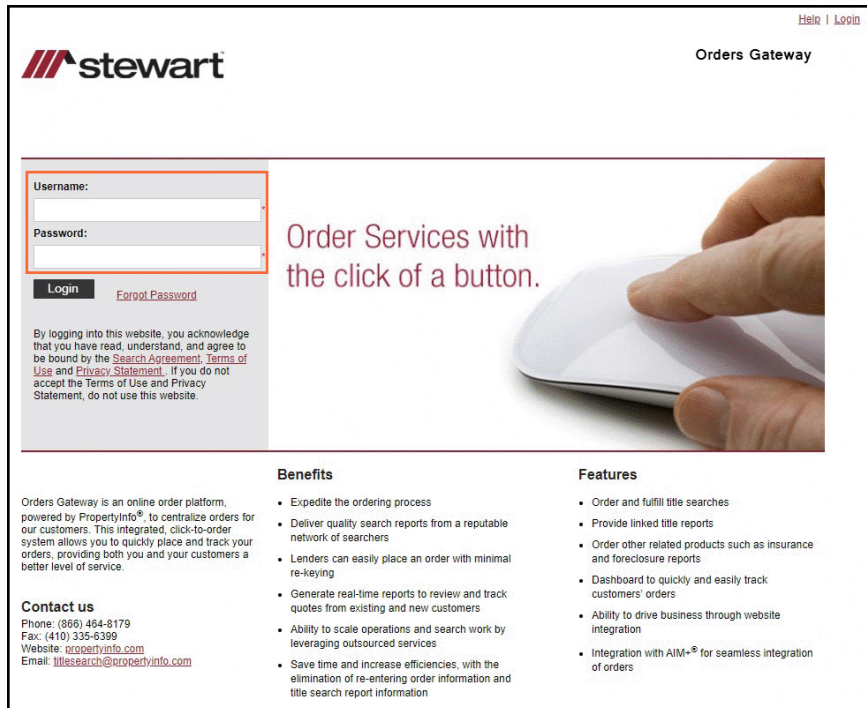 Help | Login
stewart
Orders Gateway
Username:
*
Password:
*
Login
Forgot Password
By logging into this website, you acknowledge
that you have read, understand, and agree to
be bound by the Search Agreement, Terms of
Use and Privacy Statement . If you do not
accept the Terms of Use and Privacy
Statement, do not use this website.
Order Services with
the click of a button.
Orders Gateway is an online order platform,
powered by PropertyInfo®, to centralize orders for
our customers. This integrated, click-to-order
system allows you to quickly place and track your
orders, providing both you and your customers a
better level of service.
Contact us
Phone: (866) 464-8179
Fax: (410) 335-6399
Website: propertyinfo.com
Email: titlesearch@propertyinfo.com
Benefits
• Expedite the ordering process
• Deliver quality search reports from a reputable
network of searchers
• Lenders can easily place an order with minimal
re-keying
• Generate real-time reports to review and track
quotes from existing and new customers
• Ability to scale operations and search work by
leveraging outsourced services
• Save time and increase efficiencies, with the
elimination of re-entering order information and
title search report information
Features
• Order and fulfill title searches
• Provide linked title reports
• Order other related products such as insurance
and foreclosure reports
• Dashboard to quickly and easily track
customers' orders
• Ability to drive business through website
integration
• Integration with AIM+® for seamless integration
of orders